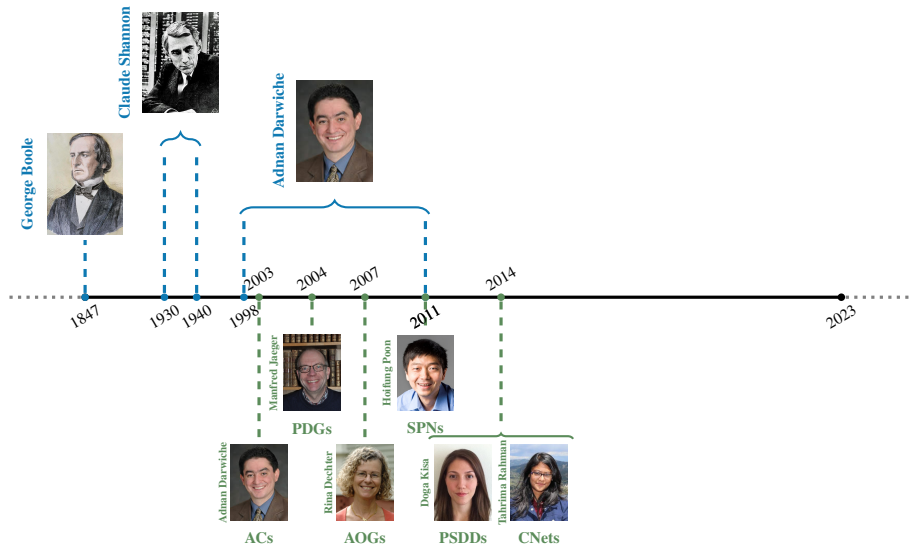 Claude Shannon
George Boole
Adnan Darwiche
2003
2004
2007
2014
1847
1930
1940
1998
2011
2023
Manfred Jaeger
Hoifung Poon
PDGs
SPNs
Adnan Darwiche
Rina Dechter
Doga Kisa
Tahrima Rahman
ACs
AOGs
PSDDs
CNets